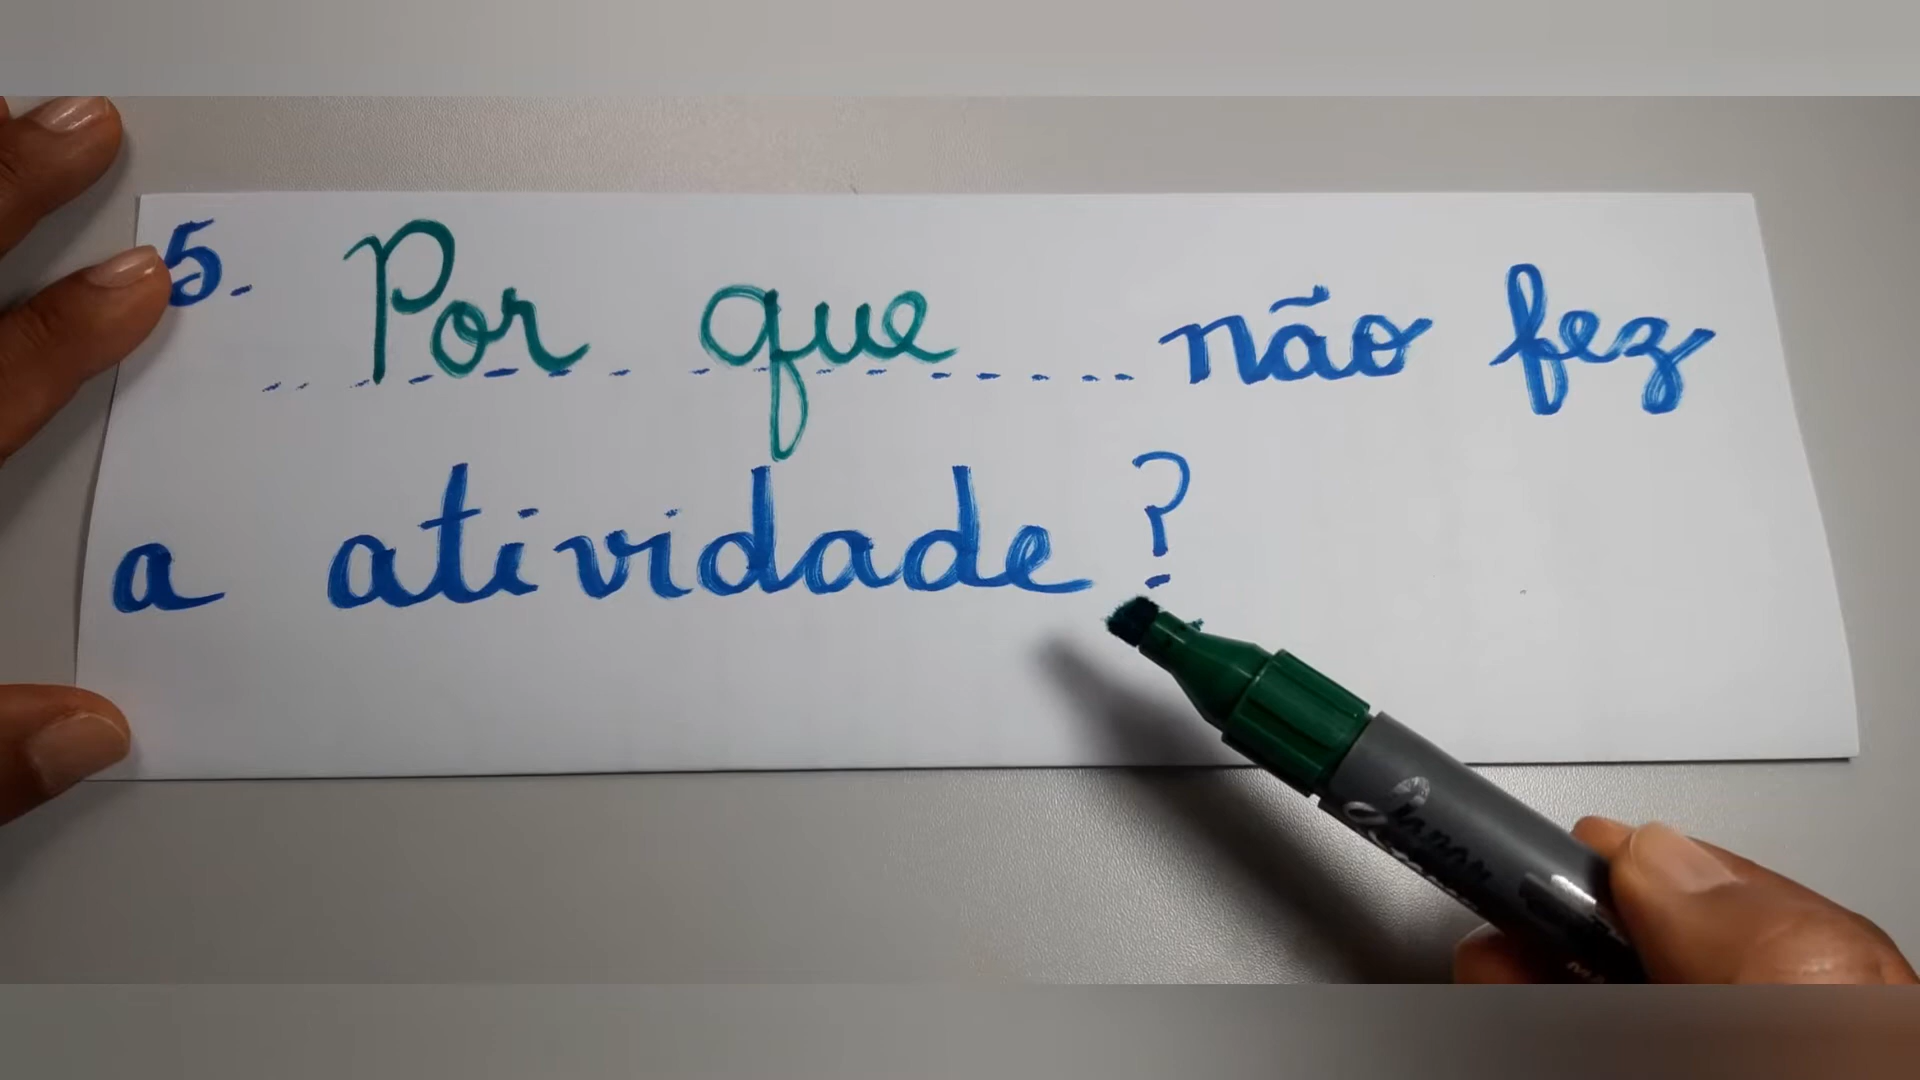 5. Por que não fez
a atividade?